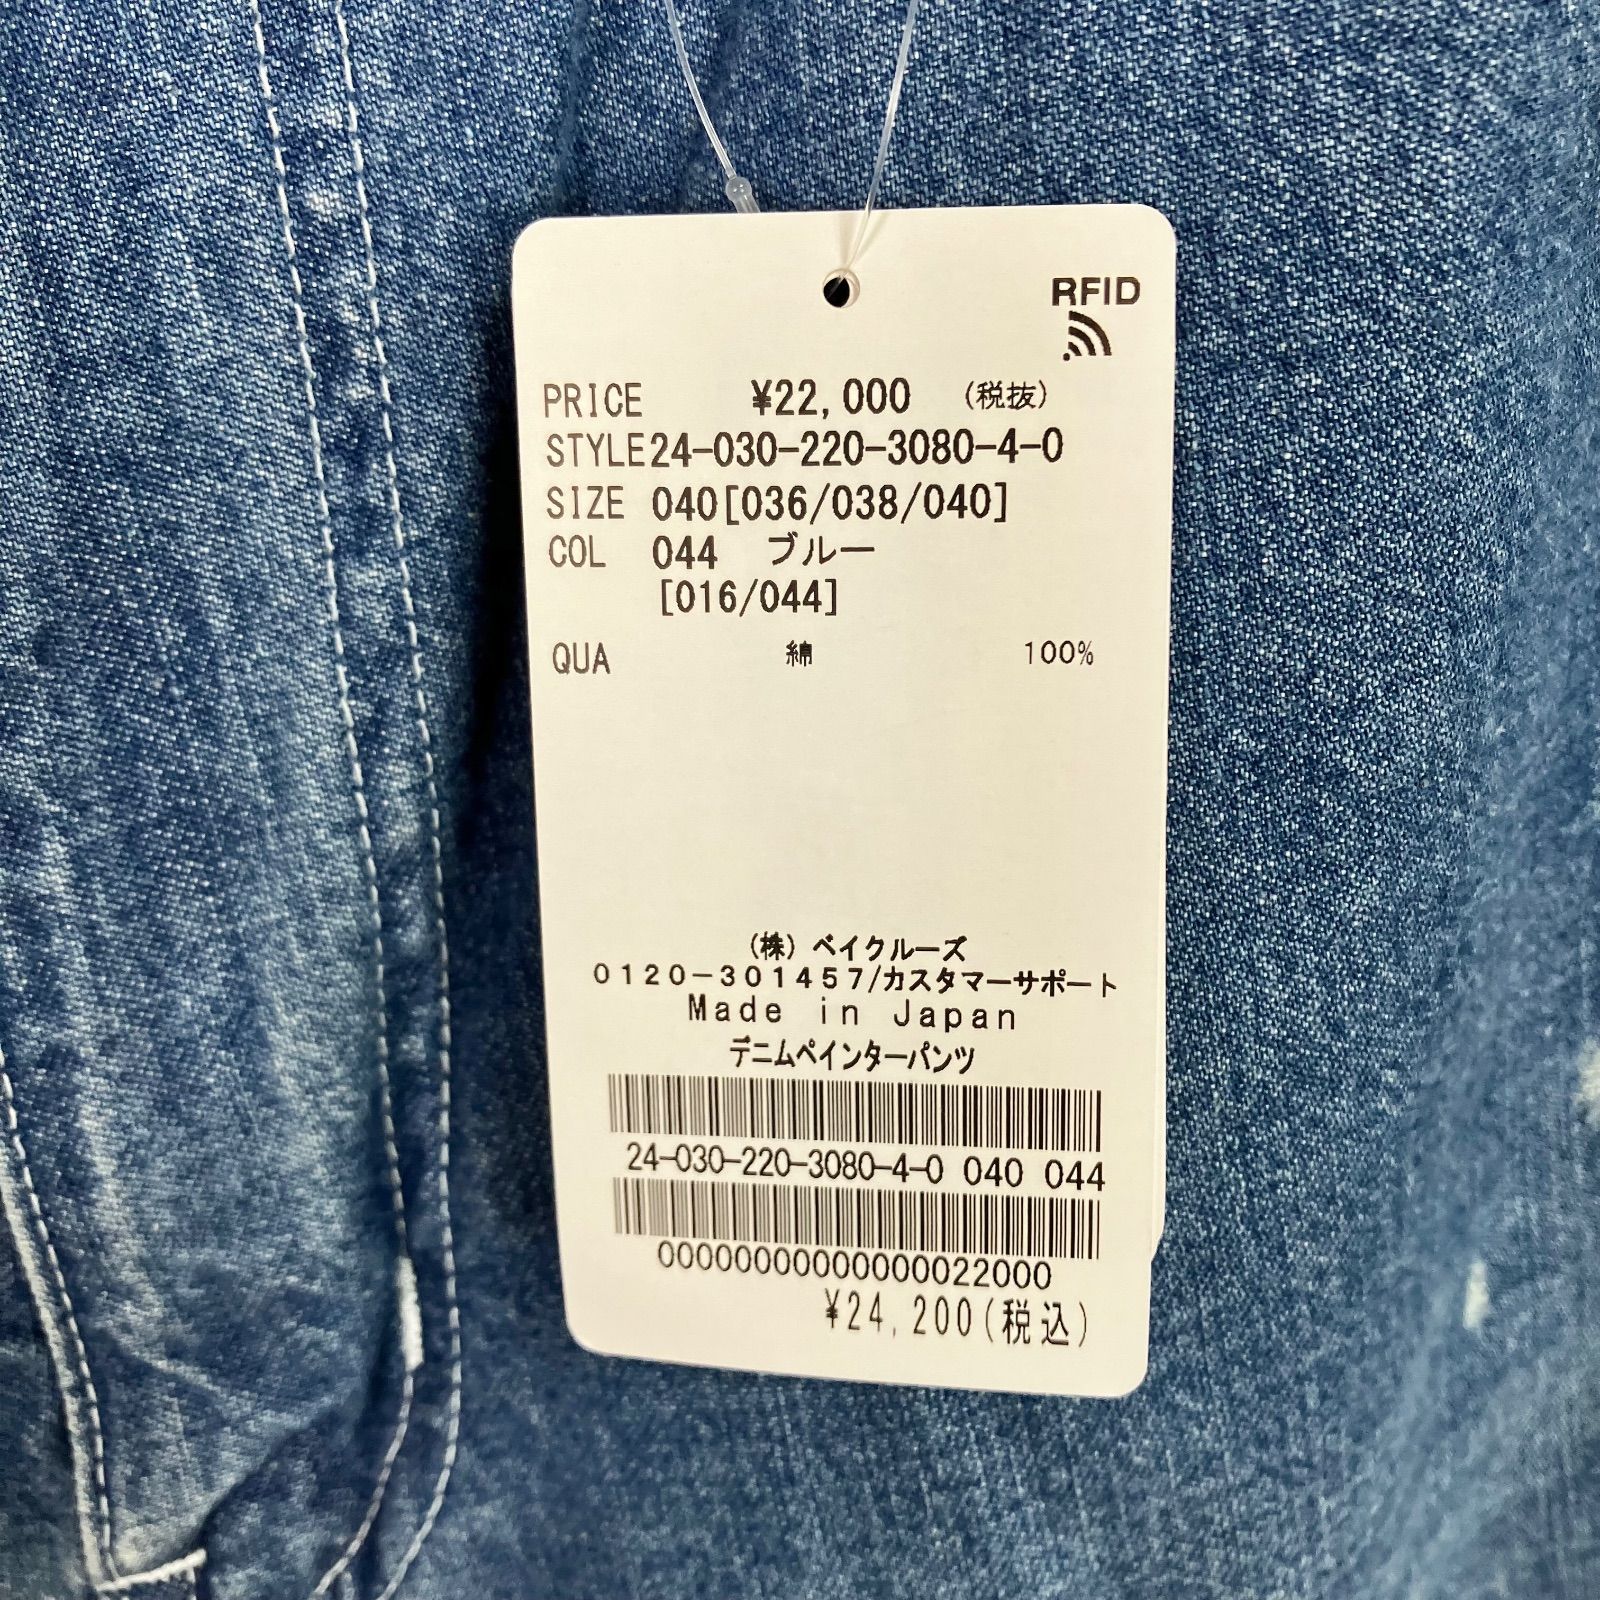 RFID
PRICE ¥22,000 (税抜)
STYLE24-030-220-3080-4-0
SIZE 040[036/038/040]
COL 044 ブルー
[016/044]
QUA 綿 100%
(株) ベイクルーズ
0120-301457/カスタマーサポート
Made in Japan
デニムペインターパンツ
24-030-220-3080-4-0 040 044
00000000000000022000
¥24,200(税込)